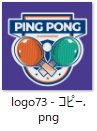 PING PONG
logo73 - ｺﾋﾟｰ.
png